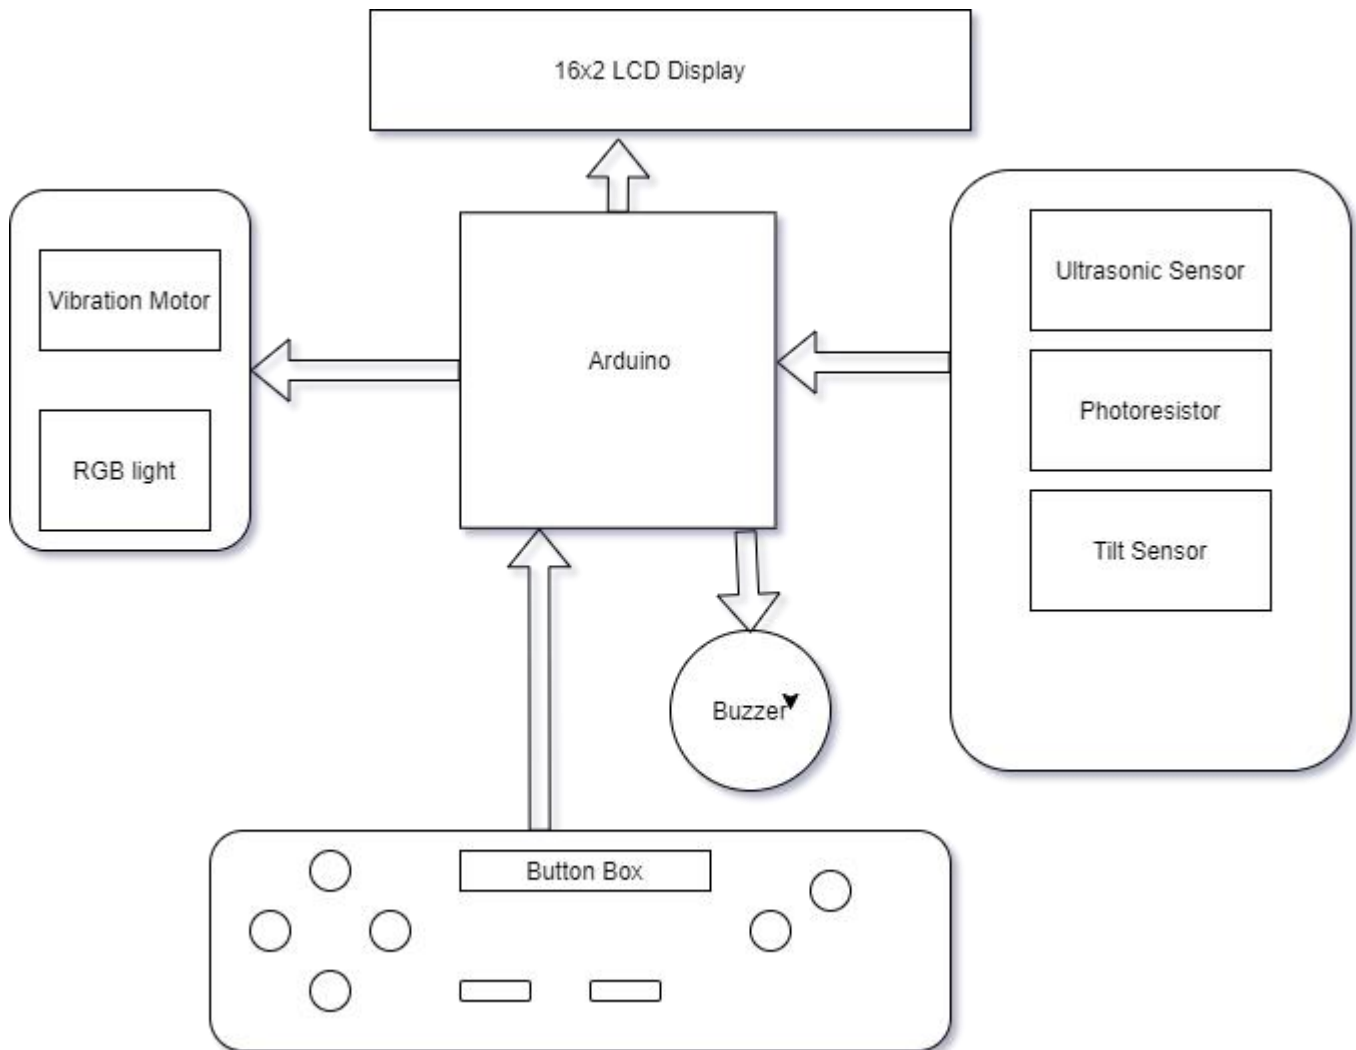 16x2 LCD Display
Vibration Motor
RGB light
Arduino
Ultrasonic Sensor
Photoresistor
Tilt Sensor
Buzzer
Button Box